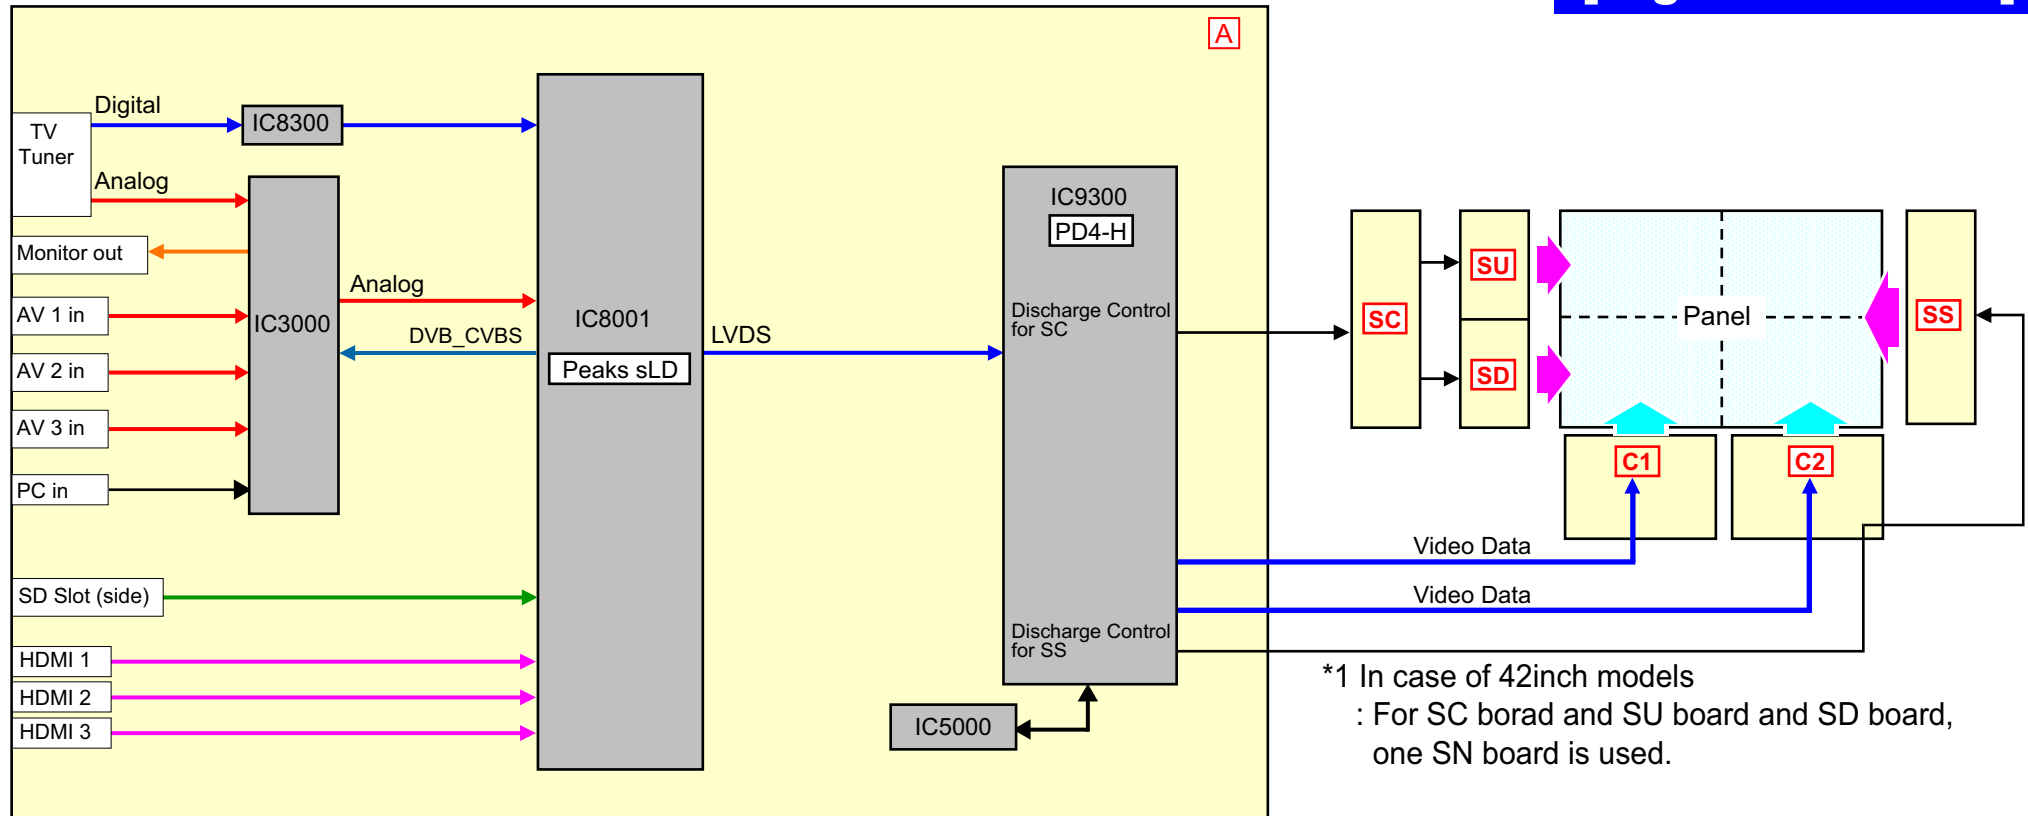 A
Digital
TV
Tuner
IC8300
Analog
Monitor out
AV 1 in
AV 2 in
AV 3 in
PC in
IC3000
Analog
DVB_CVBS
IC8001
Peaks sLD
LVDS
SD Slot (side)
HDMI 1
HDMI 2
HDMI 3
IC9300
PD4-H
Discharge Control
for SC
Discharge Control
for SS
IC5000
SC
SU
SD
Panel
SS
C1
C2
Video Data
Video Data
*1 In case of 42inch models
: For SC borad and SU board and SD board,
one SN board is used.